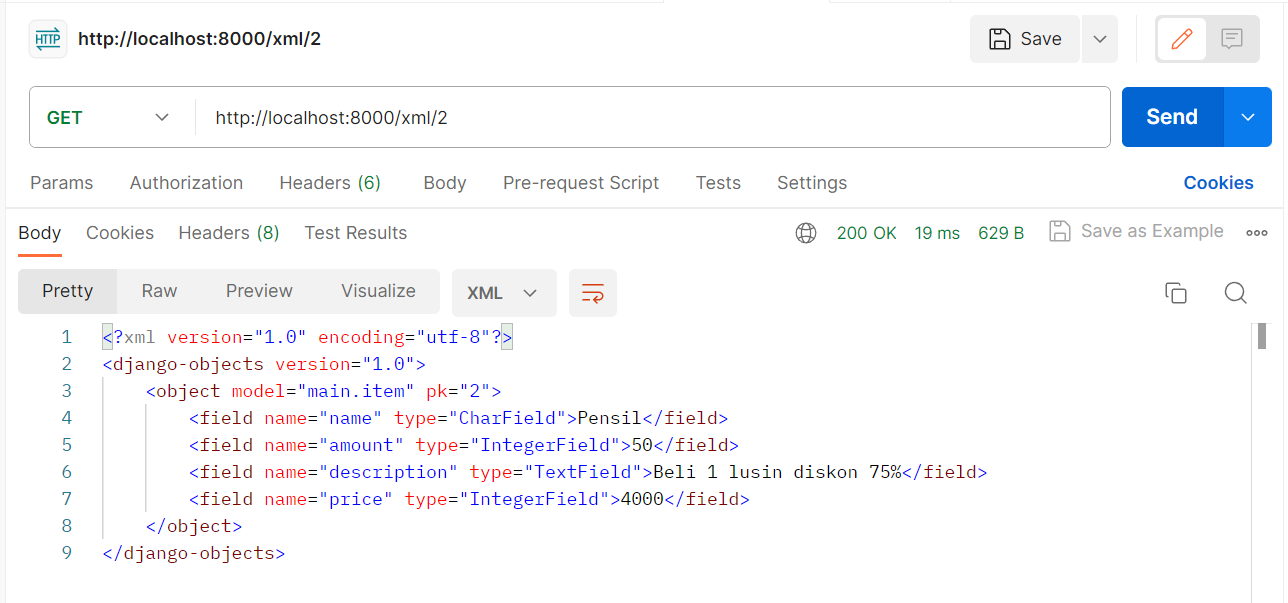 HTTP http://localhost:8000/xml/2 Save
GET http://localhost:8000/xml/2 Send
Params Authorization Headers (6) Body Pre-request Script Tests Settings Cookies
Body Cookies Headers (8) Test Results 200 OK 19 ms 629 B Save as Example
Pretty Raw Preview Visualize XML
1 <?xml version="1.0" encoding="utf-8"?>
2 <django-objects version="1.0">
3 <object model="main.item" pk="2">
4 <field name="name" type="CharField">Pensil</field>
5 <field name="amount" type="IntegerField">50</field>
6 <field name="description" type="TextField">Beli 1 lusin diskon 75%</field>
7 <field name="price" type="IntegerField">4000</field>
8 </object>
9 </django-objects>